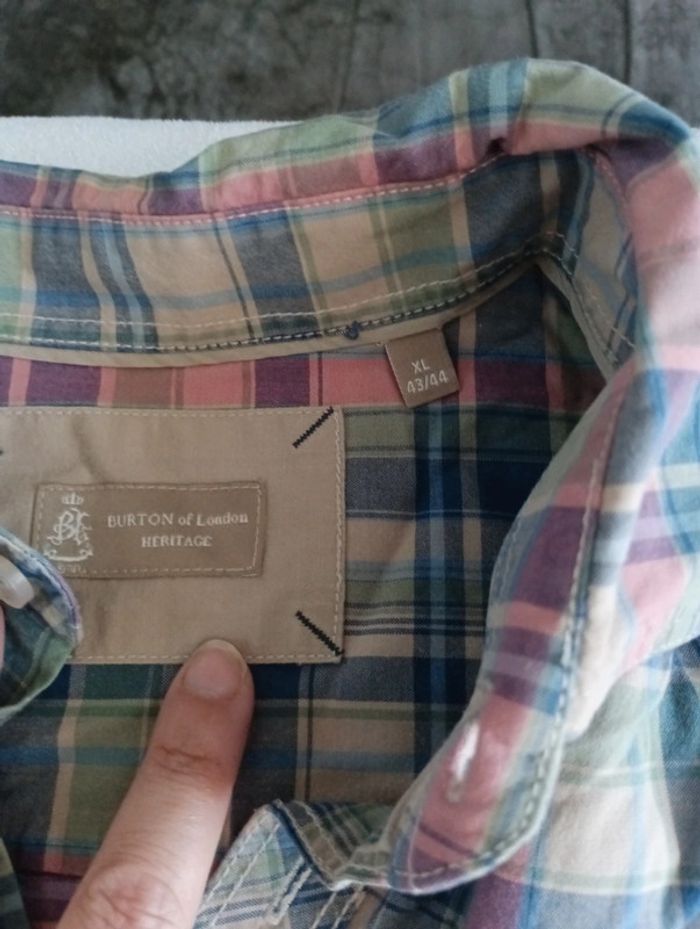 XL
43/44
BURTON of London
HERITAGE